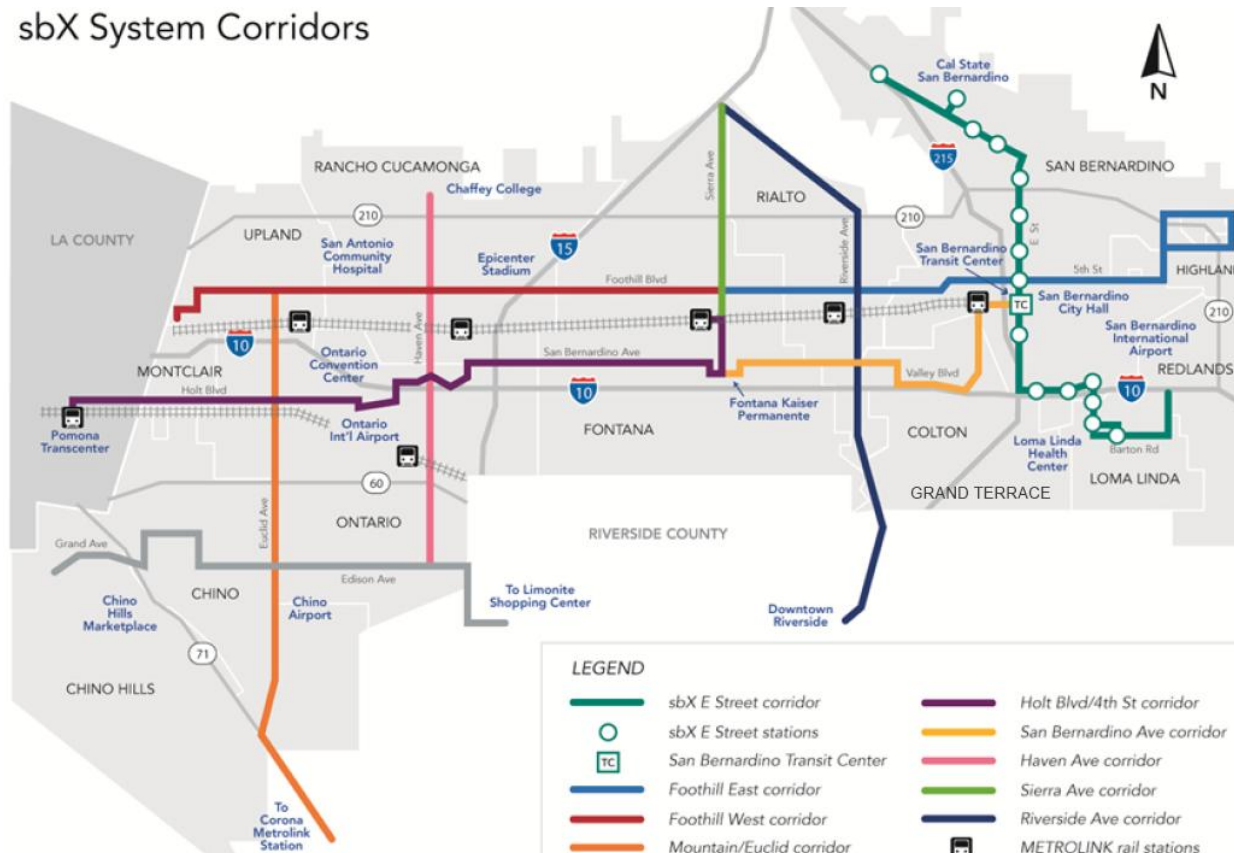 sbX System Corridors
N
Cal State
San Bernardino
215
SAN BERNARDINO
RANCHO CUCAMONGA
Chaffey College
Sierra Ave
RIALTO
LA COUNTY
UPLAND
210
San Antonio
Community
Hospital
Epicenter
Stadium
15
Riverside Ave
210
San Bernardino
Transit Center
E St
Foothill Blvd
5th St
HIGHLAN
TC
San Bernardino
City Hall
210
San Bernardino
International
Airport
10
Haven Ave
MONTCLAIR
Ontario
Convention
Center
San Bernardino Ave
Valley Blvd
REDLANDS
Holt Blvd
10
10
Fontana Kaiser
Permanente
Pomona
Transcenter
Ontario
Int'l Airport
FONTANA
COLTON
Loma Linda
Health
Center
Barton Rd
LOMA LINDA
60
GRAND TERRACE
Euclid Ave
ONTARIO
RIVERSIDE COUNTY
Grand Ave
Edison Ave
CHINO
To Limonite
Shopping Center
Chino
Hills
Marketplace
Chino
Airport
Downtown
Riverside
71
CHINO HILLS
To
Corona
Metrolink
Station
LEGEND
sbX E Street corridor
sbX E Street stations
TC
San Bernardino Transit Center
Foothill East corridor
Foothill West corridor
Mountain/Euclid corridor
Holt Blvd/4th St corridor
San Bernardino Ave corridor
Haven Ave corridor
Sierra Ave corridor
Riverside Ave corridor
METROLINK rail stations